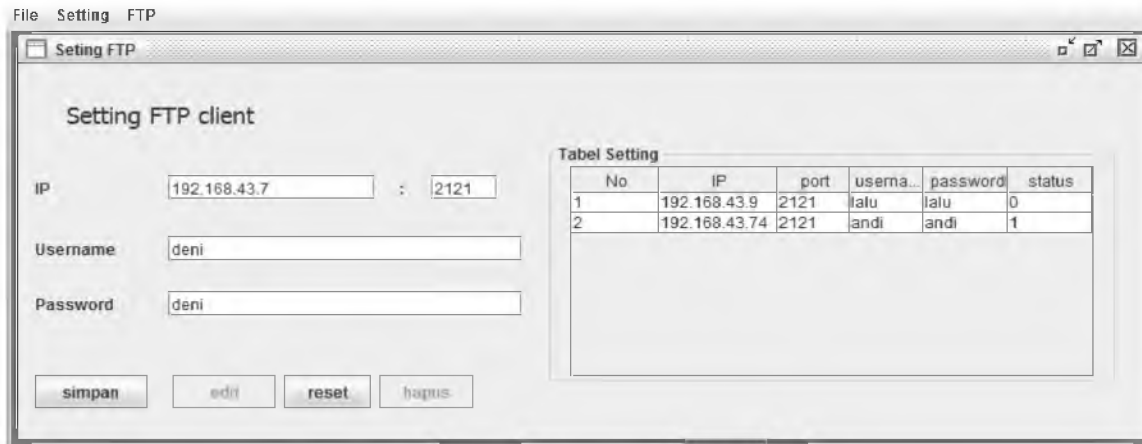 File Setting FTP
Seting FTP
Setting FTP client
IP 192.168.43.7 : 2121
Username deni
Password deni
simpan edit reset hapus
Tabel Setting
No IP port userna... password status
1 192.168.43.9 2121 lalu lalu 0
2 192.168.43.74 2121 andi andi 1